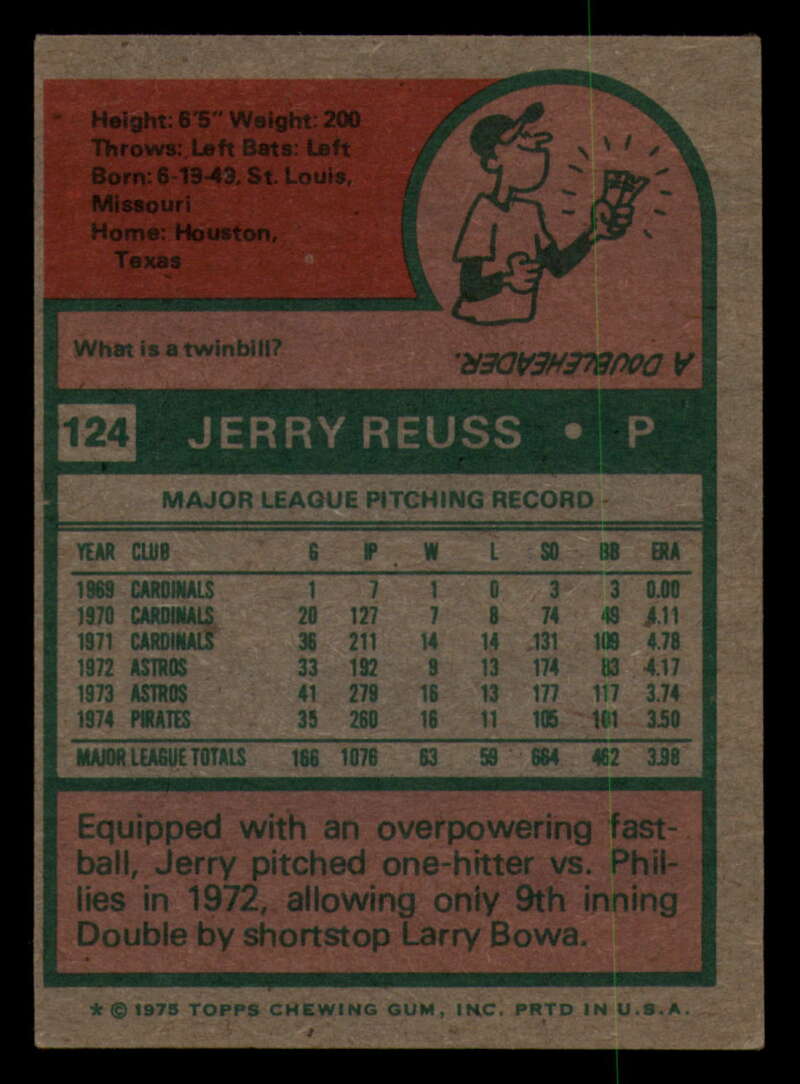 Height: 6'5" Weight: 200
Throws: Left Bats: Left
Born: 6-19-49, St. Louis,
Missouri
Home: Houston,
Texas
What is a twinbill?
A DOUBLEHEADER.
124 JERRY REUSS • P
MAJOR LEAGUE PITCHING RECORD
YEAR CLUB G IP W L SO BB ERA
1969 CARDINALS 1 7 1 0 3 3 0.00
1970 CARDINALS 20 127 7 8 74 49 4.11
1971 CARDINALS 36 211 14 14 131 109 4.78
1972 ASTROS 33 192 9 13 174 83 4.17
1973 ASTROS 41 279 16 13 177 117 3.74
1974 PIRATES 35 260 16 11 105 101 3.50
MAJOR LEAGUE TOTALS 166 1076 63 59 664 462 3.98
Equipped with an overpowering fast-
ball, Jerry pitched one-hitter vs. Phil-
lies in 1972, allowing only 9th inning
Double by shortstop Larry Bowa.
* © 1975 TOPPS CHEWING GUM, INC. PRTD IN U.S.A.